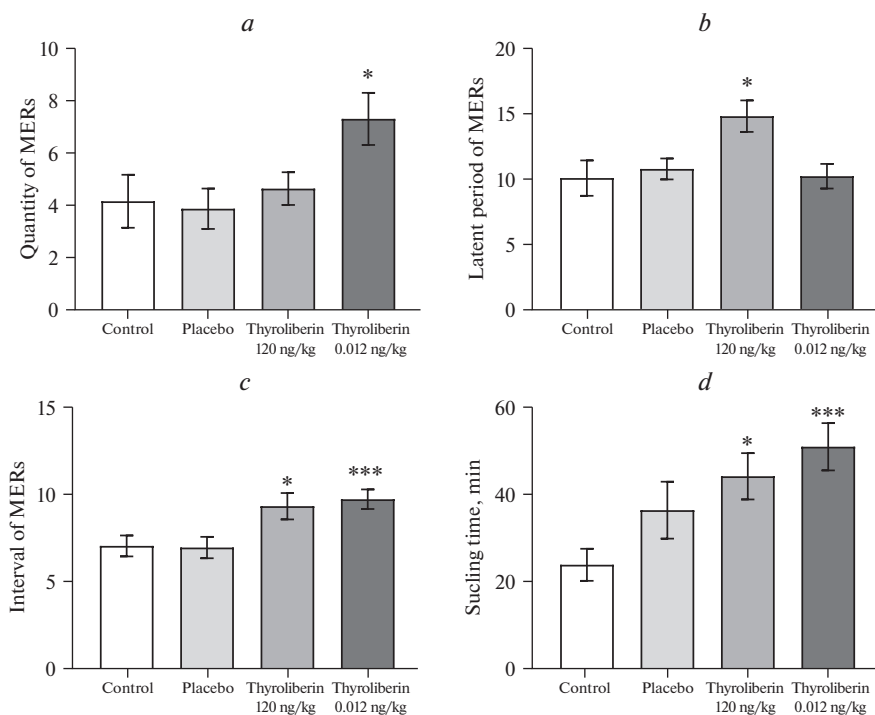 a
Quantity of MERs
10
8
6
4
2
0
*
Control
Placebo
Thyroliberin
120 ng/kg
Thyroliberin
0.012 ng/kg
b
Latent period of MERs
20
15
10
5
0
*
Control
Placebo
Thyroliberin
120 ng/kg
Thyroliberin
0.012 ng/kg
c
Interval of MERs
15
10
5
0
*
***
Control
Placebo
Thyroliberin
120 ng/kg
Thyroliberin
0.012 ng/kg
d
Sucling time, min
60
40
20
0
*
***
Control
Placebo
Thyroliberin
120 ng/kg
Thyroliberin
0.012 ng/kg